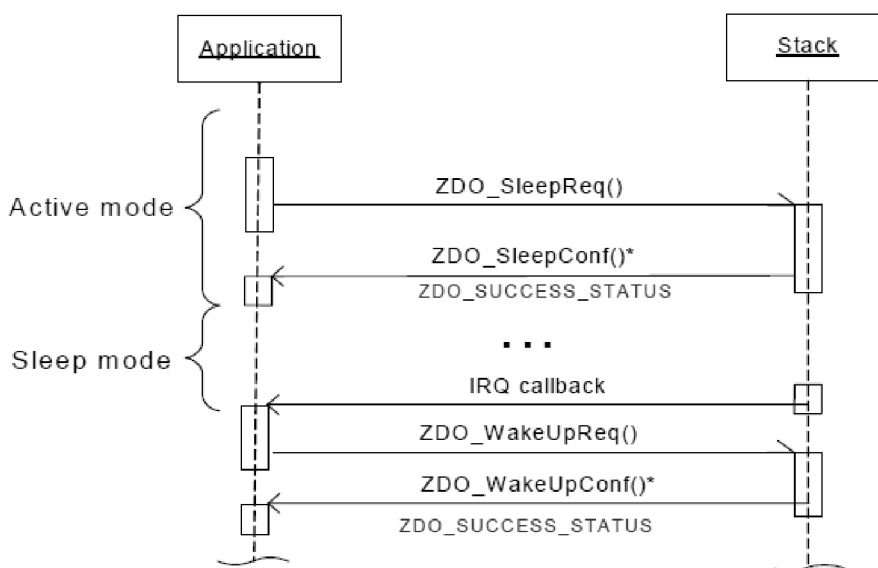 Application
Stack
ZDO_SleepReq()
Active mode
ZDO_SleepConf()*
ZDO_SUCCESS_STATUS
...
Sleep mode
IRQ callback
ZDO_WakeUpReq()
ZDO_WakeUpConf()*
ZDO_SUCCESS_STATUS